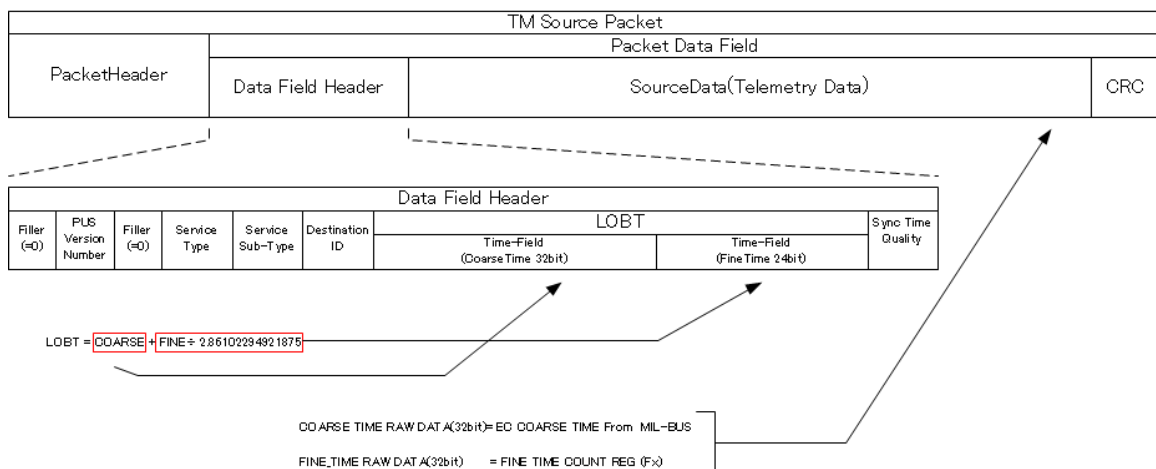 TM Source Packet
PacketHeader
Packet Data Field
Data Field Header
SourceData(Telemetry Data)
CRC
Data Field Header
Filler
(=0)
PUS
Version
Number
Filler
(=0)
Service
Type
Service
Sub-Type
Destination
ID
LOBT
Time-Field
(CoarseTime 32bit)
Time-Field
(FineTime 24bit)
Sync Time
Quality
LOBT = COARSE + FINE ÷ 2.86102294921875
COARSE TIME RAW DATA(32bit)= EC COARSE TIME From MIL-BUS
FINE_TIME RAW DATA(32bit) = FINE TIME COUNT REG (Fx)